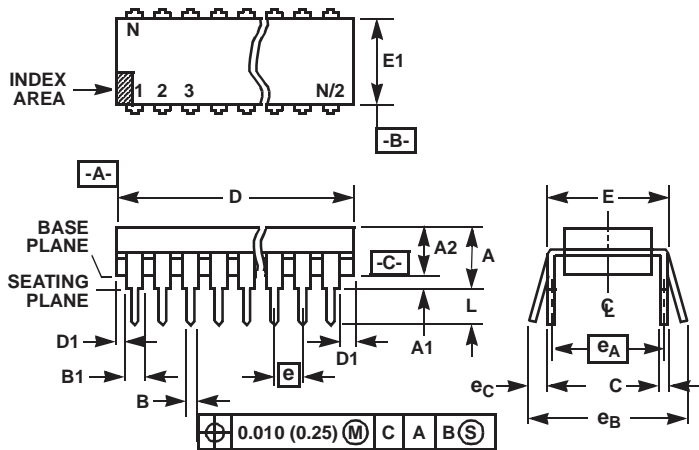 N
E1
INDEX
AREA
1 2 3 N/2
-B-
-A-
D
E
BASE
PLANE
A2
A
-C-
SEATING
PLANE
L
C
L
D1
A1
D1
eA
B1
e
eC
C
B
eB
0.010 (0.25) M C A B S